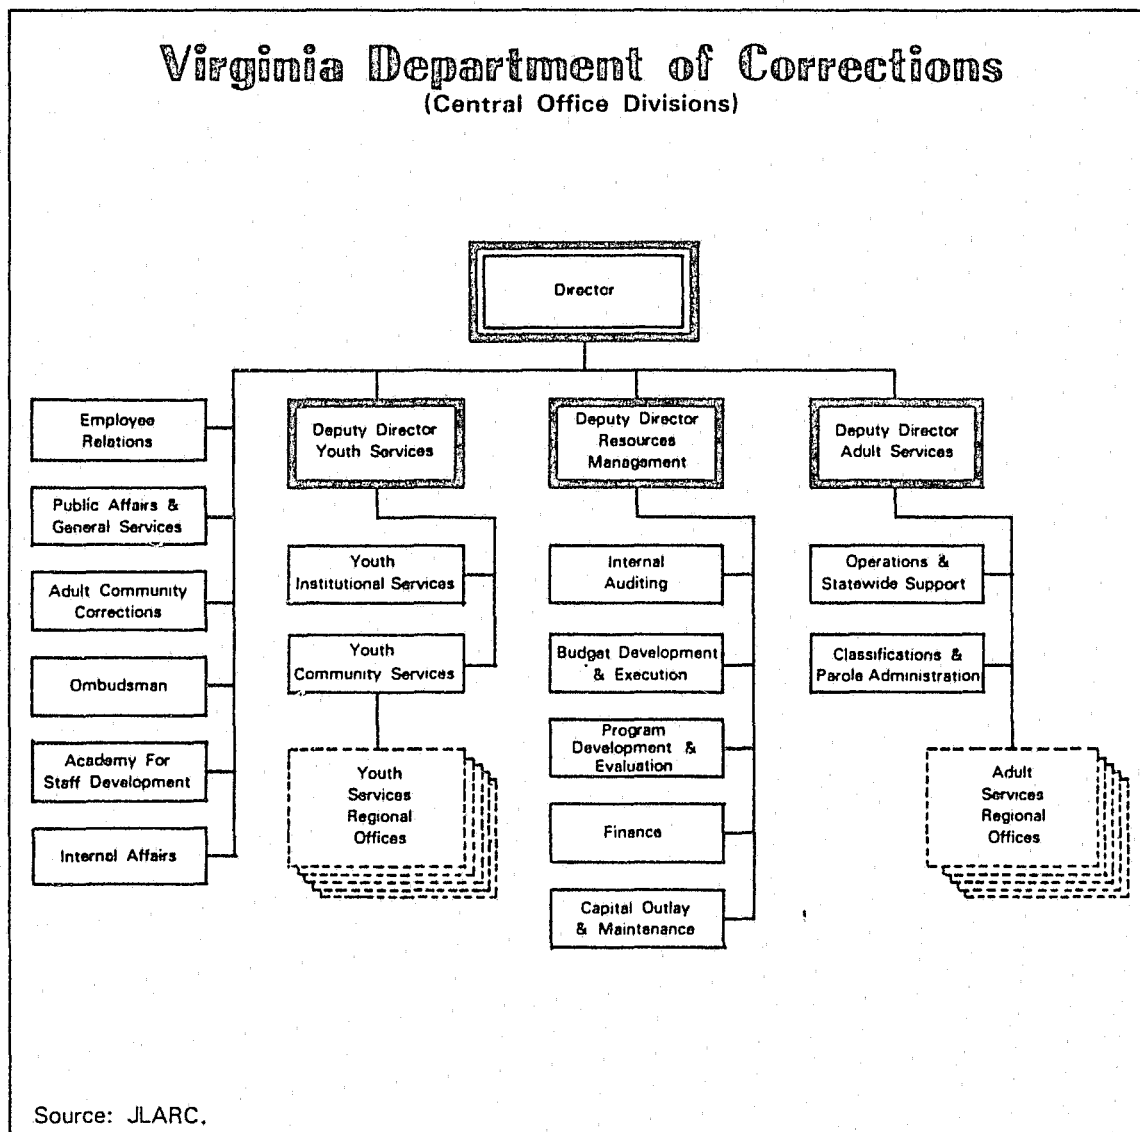 Virginia Department of Corrections
(Central Office Divisions)
Director
Employee
Relations
Public Affairs &
General Services
Adult Community
Corrections
Ombudsman
Academy For
Staff Development
Internal Affairs
Deputy Director
Youth Services
Youth
Institutional Services
Youth
Community Services
Youth
Services
Regional
Offices
Deputy Director
Resources
Management
Internal
Auditing
Budget Development
& Execution
Program
Development &
Evaluation
Finance
Capital Outlay
& Maintenance
Deputy Director
Adult Services
Operations &
Statewide Support
Classifications &
Parole Administration
Adult
Services
Regional
Offices
Source: JLARC.